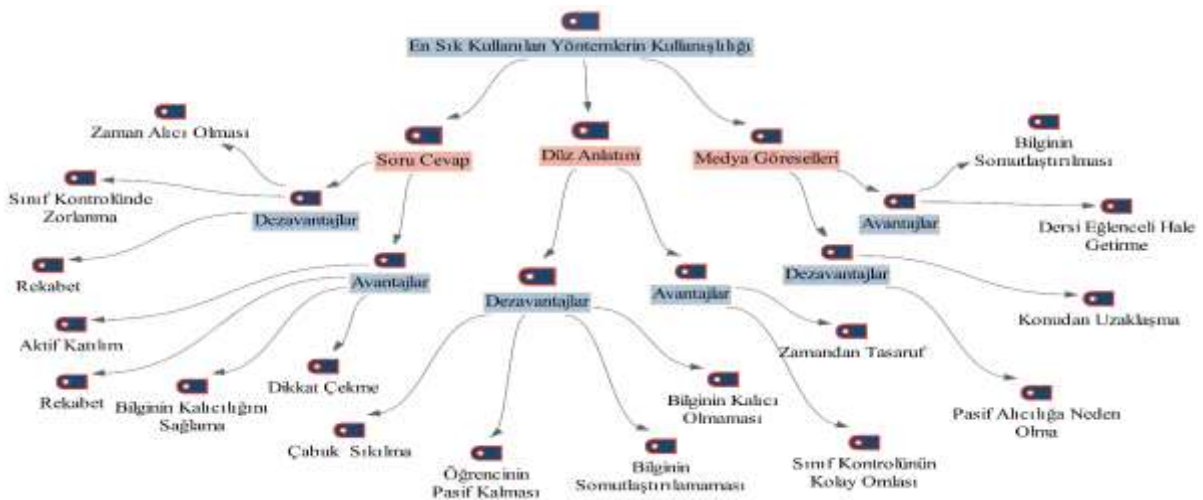 En Sık Kullanılan Yöntemlerin Kullanışlılığı
Soru Cevap
Düz Anlatım
Medya Göreselleri
Zaman Alıcı Olması
Sınıf Kontrolünde
Zorlanma
Dezavantajlar
Rekabet
Avantajlar
Aktif Katılım
Rekabet
Bilginin Kalıcılığını
Sağlama
Dikkat Çekme
Dezavantajlar
Çabuk Sıkılma
Öğrencinin
Pasif Kalması
Bilginin
Somutlaştırılamaması
Bilginin Kalıcı
Olmaması
Avantajlar
Zamandan Tasaruf
Sınıf Kontrolünün
Kolay Omlası
Avantajlar
Bilginin
Somutlaştırılması
Dersi Eğlenceli Hale
Getirme
Dezavantajlar
Konudan Uzaklaşma
Pasif Alıcılığa Neden
Olma